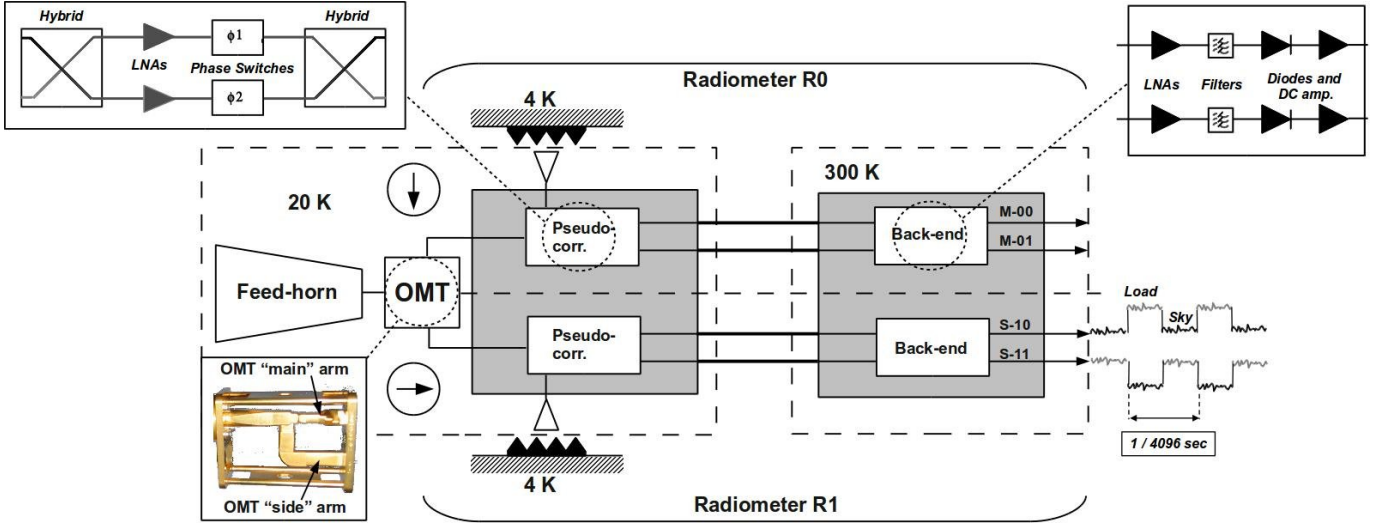 Hybrid
Hybrid
ϕ1
LNAs
Phase Switches
ϕ2
Radiometer R0
LNAs
Filters
Diodes and
DC amp.
4 K
20 K
300 K
Pseudo-
corr.
Back-end
M-00
M-01
Feed-horn
OMT
Load
Sky
Pseudo-
corr.
Back-end
S-10
S-11
OMT “main” arm
OMT “side” arm
1 / 4096 sec
4 K
Radiometer R1